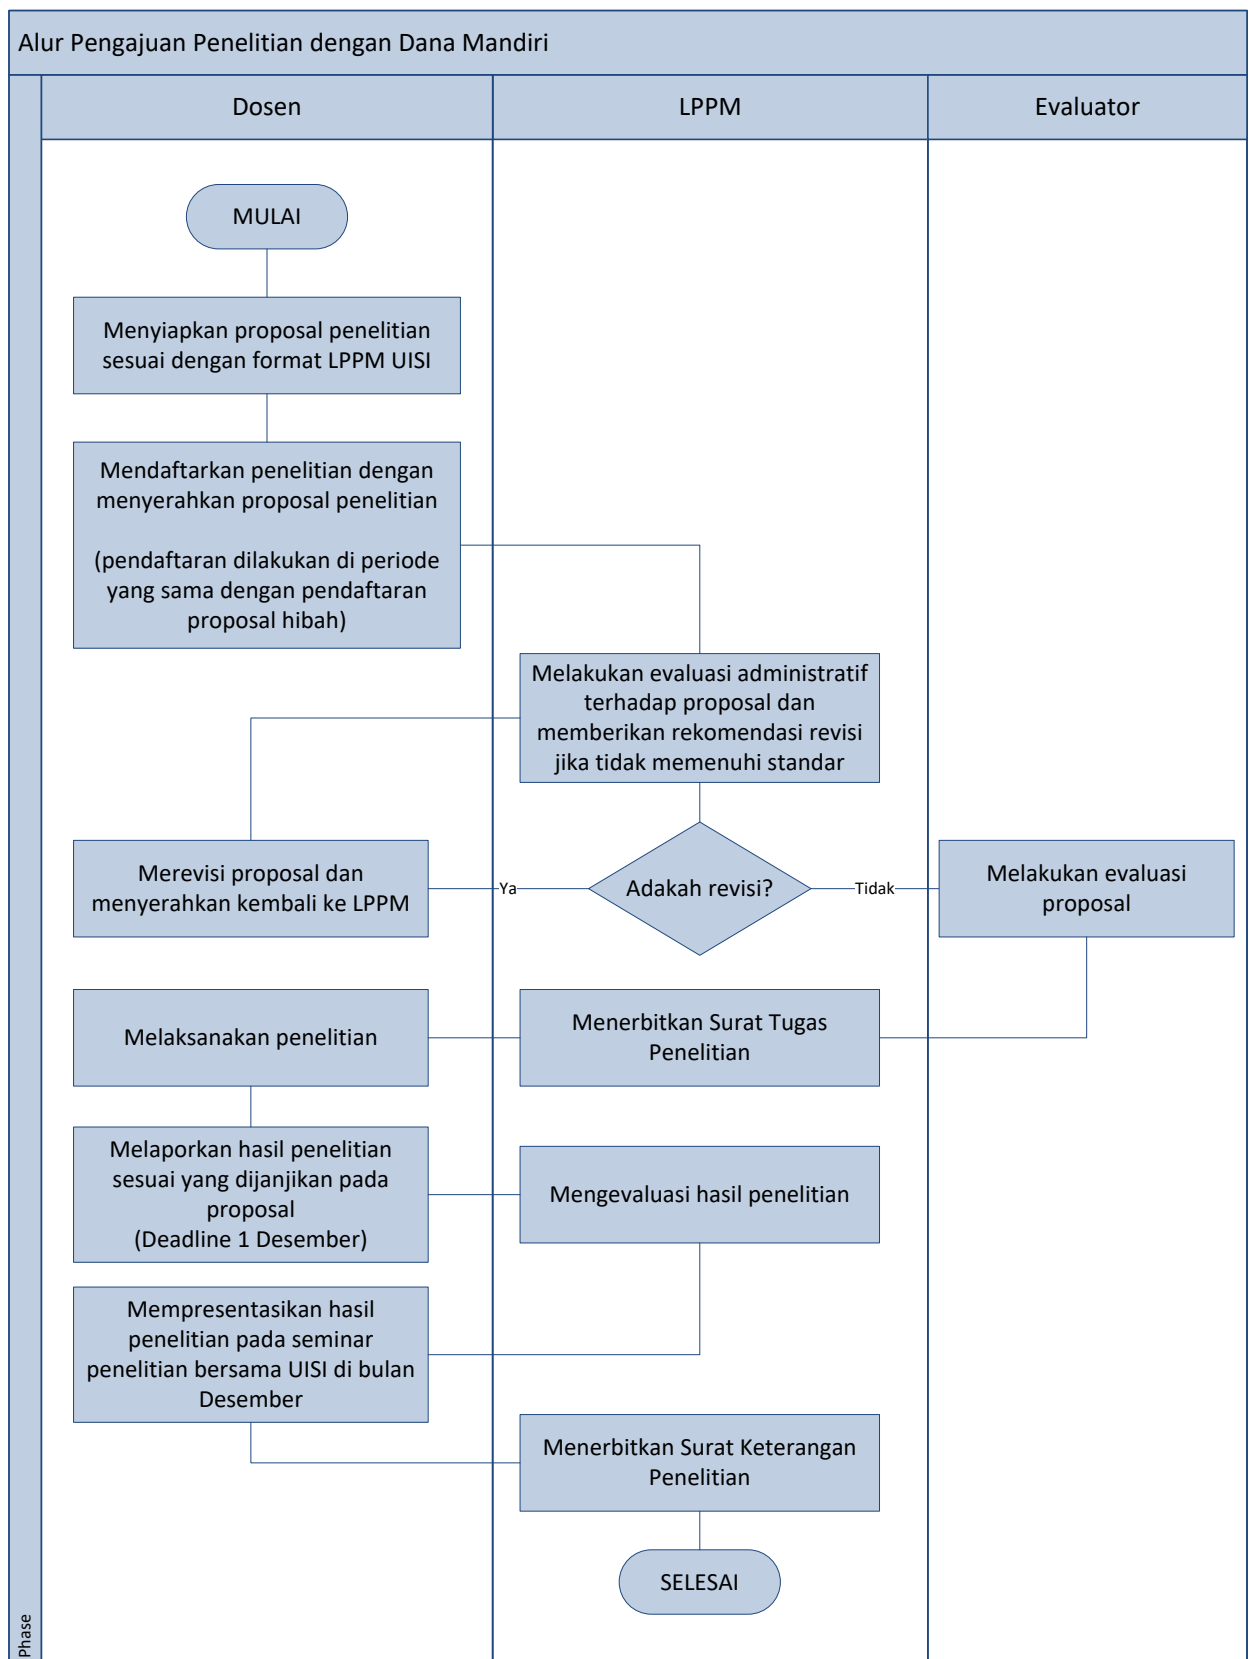 Alur Pengajuan Penelitian dengan Dana Mandiri
Dosen
LPPM
Evaluator
MULAI
Menyiapkan proposal penelitian
sesuai dengan format LPPM UISI
Mendaftarkan penelitian dengan
menyerahkan proposal penelitian
(pendaftaran dilakukan di periode
yang sama dengan pendaftaran
proposal hibah)
Melakukan evaluasi administratif
terhadap proposal dan
memberikan rekomendasi revisi
jika tidak memenuhi standar
Merevisi proposal dan
menyerahkan kembali ke LPPM
Ya
Adakah revisi?
Tidak
Melakukan evaluasi
proposal
Melaksanakan penelitian
Menerbitkan Surat Tugas
Penelitian
Melaporkan hasil penelitian
sesuai yang dijanjikan pada
proposal
(Deadline 1 Desember)
Mengevaluasi hasil penelitian
Mempresentasikan hasil
penelitian pada seminar
penelitian bersama UISI di bulan
Desember
Menerbitkan Surat Keterangan
Penelitian
SELESAI
Phase